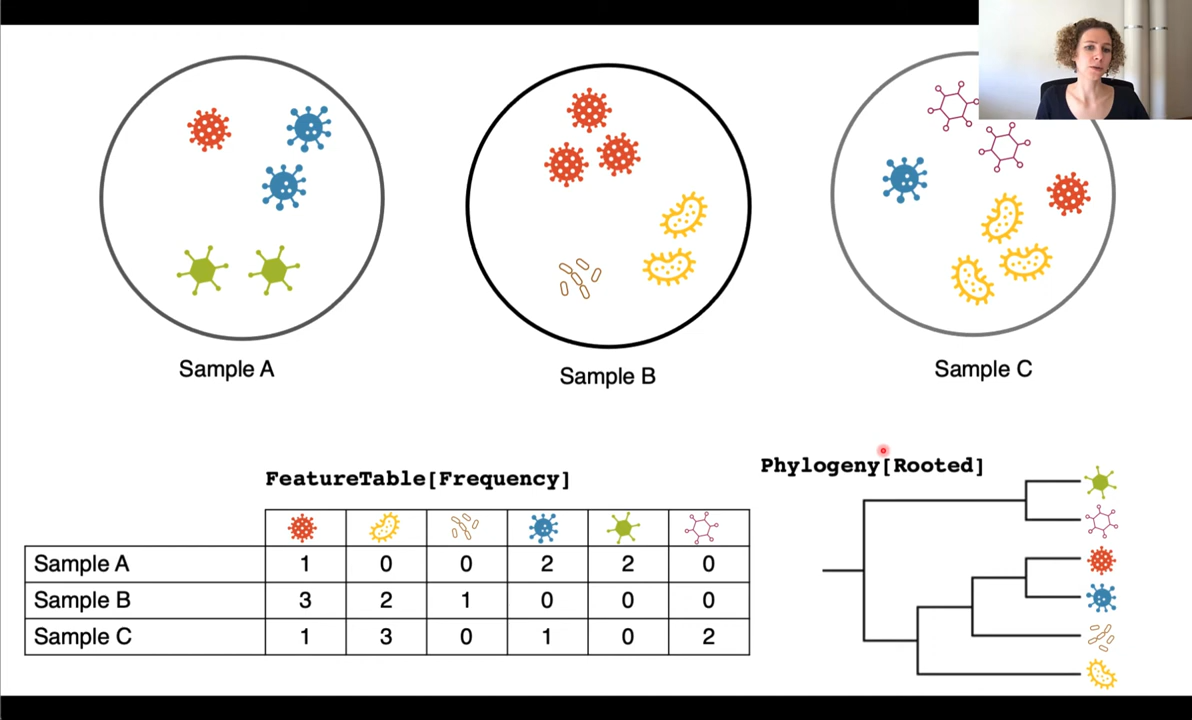 Sample A
Sample B
Sample C
FeatureTable[Frequency]
Phylogeny[Rooted]
Sample A 1 0 0 2 2 0
Sample B 3 2 1 0 0 0
Sample C 1 3 0 1 0 2